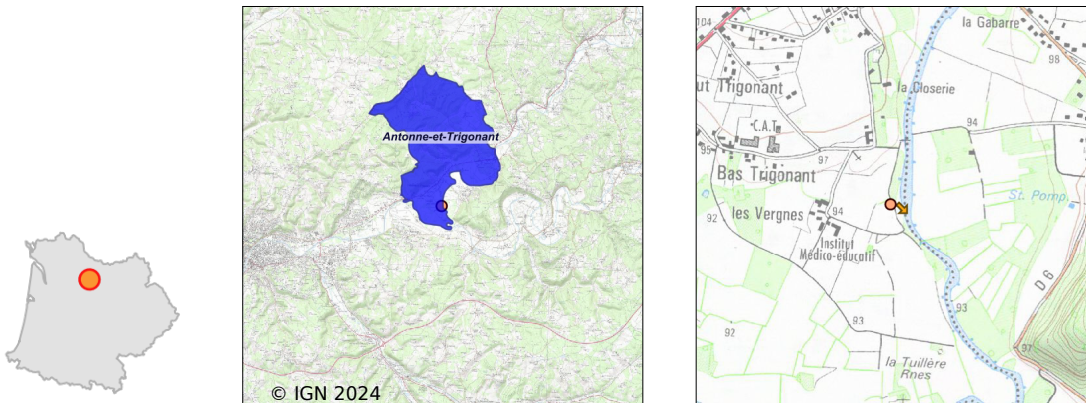 Antonne-et-Trigonant
© IGN 2024
104
la Gabarre
98
ut Trigonant
la Closerie
C.A.T.
94
95
97
Bas Trigonant
St. Pomp.
92
les Vergnes
94
Institut
Médico-éducatif
D 6
93
93
92
97
la Tuillère
Rnes